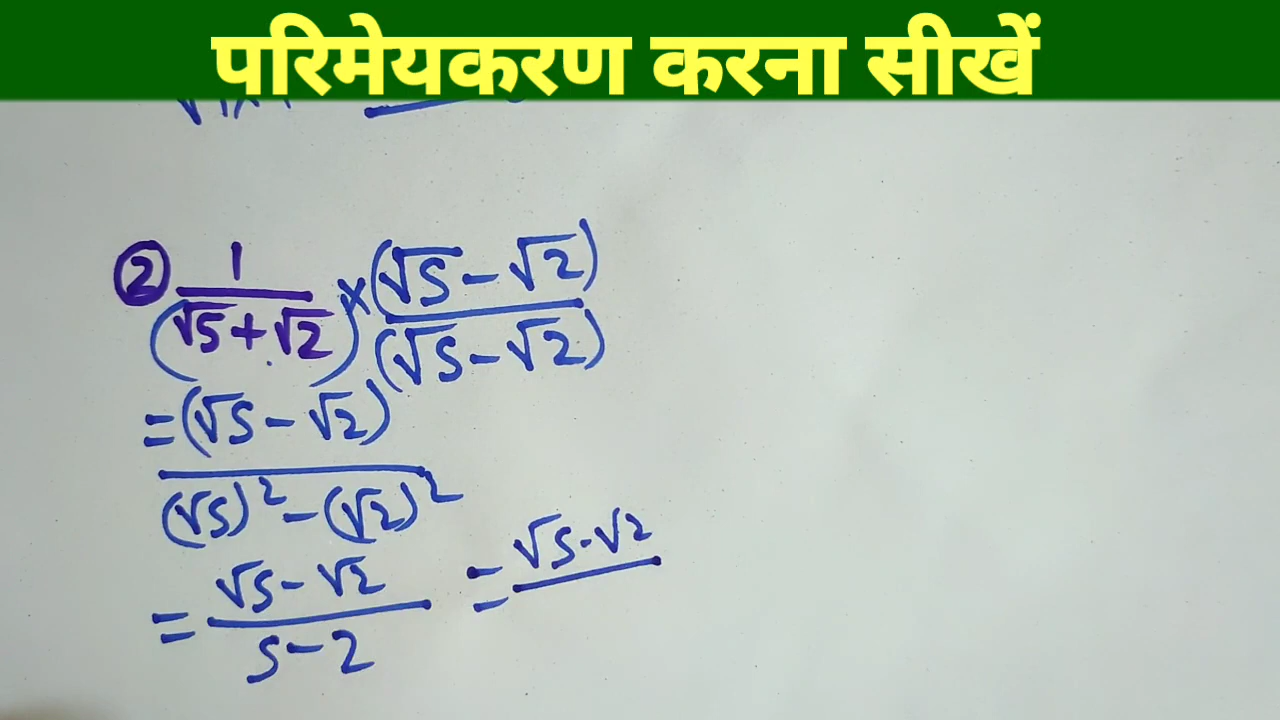 परिमेयकरण करना सीखें
② 1/(√5+√2) × (√5-√2)/(√5-√2)
= (√5-√2)/(√5)²-(√2)²
= √5-√2/5-2 = √5-√2/